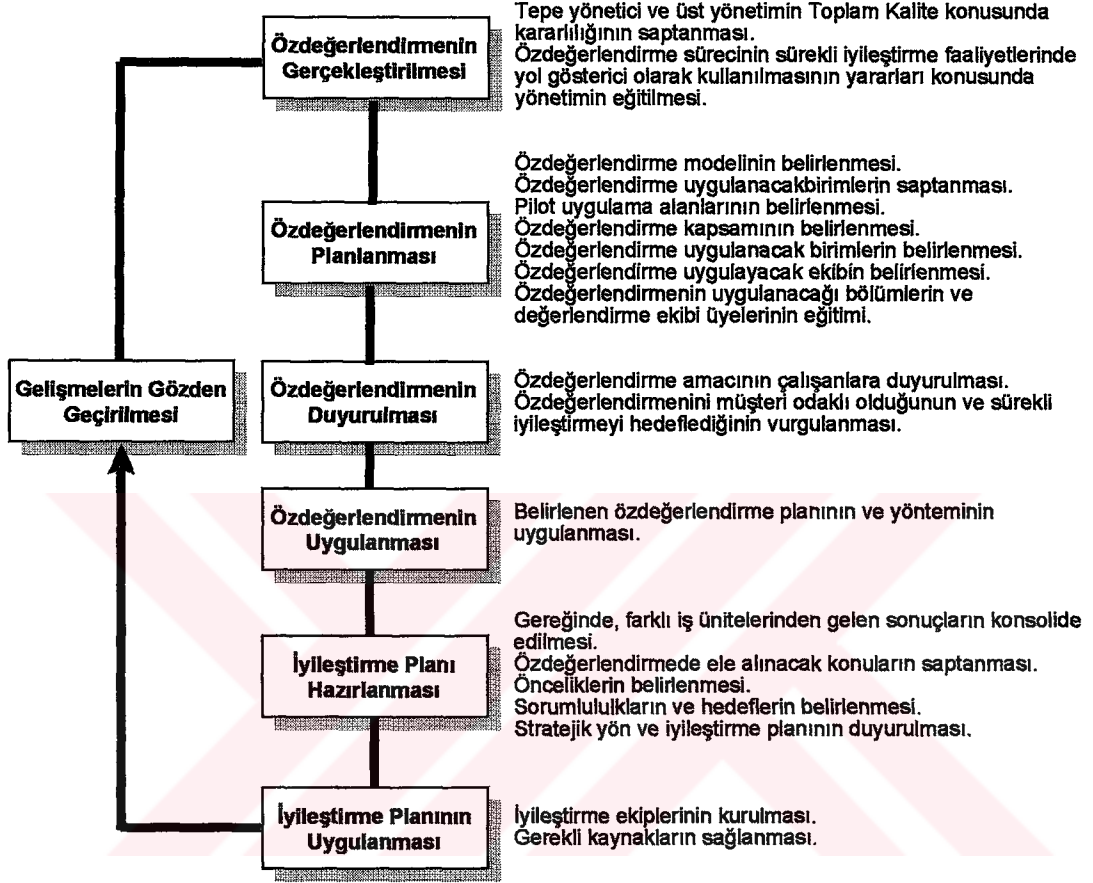 Özdeğerlendirmenin
Gerçekleştirilmesi
Tepe yönetici ve üst yönetimin Toplam Kalite konusunda
kararlılığının saptanması.
Özdeğerlendirme sürecinin sürekli iyileştirme faaliyetlerinde
yol gösterici olarak kullanılmasının yararları konusunda
yönetimin eğitilmesi.
Özdeğerlendirmenin
Planlanması
Özdeğerlendirme modelinin belirlenmesi.
Özdeğerlendirme uygulanacakbirimlerin saptanması.
Pilot uygulama alanlarının belirlenmesi.
Özdeğerlendirme kapsamının belirlenmesi.
Özdeğerlendirme uygulanacak birimlerin belirlenmesi.
Özdeğerlendirme uygulayacak ekibin belirlenmesi.
Özdeğerlendirmenin uygulanacağı bölümlerin ve
değerlendirme ekibi üyelerinin eğitimi.
Gelişmelerin Gözden
Geçirilmesi
Özdeğerlendirmenin
Duyurulması
Özdeğerlendirme amacının çalışanlara duyurulması.
Özdeğerlendirmenini müşteri odaklı olduğunun ve sürekli
iyileştirmeyi hedeflediğinin vurgulanması.
Özdeğerlendirmenin
Uygulanması
Belirlenen özdeğerlendirme planının ve yönteminin
uygulanması.
İyileştirme Planı
Hazırlanması
Gereğinde, farklı iş ünitelerinden gelen sonuçların konsolide
edilmesi.
Özdeğerlendirmede ele alınacak konuların saptanması.
Önceliklerin belirlenmesi.
Sorumlululkların ve hedeflerin belirlenmesi.
Stratejik yön ve iyileştirme planının duyurulması.
İyileştirme Planının
Uygulanması
İyileştirme ekiplerinin kurulması.
Gerekli kaynakların sağlanması.